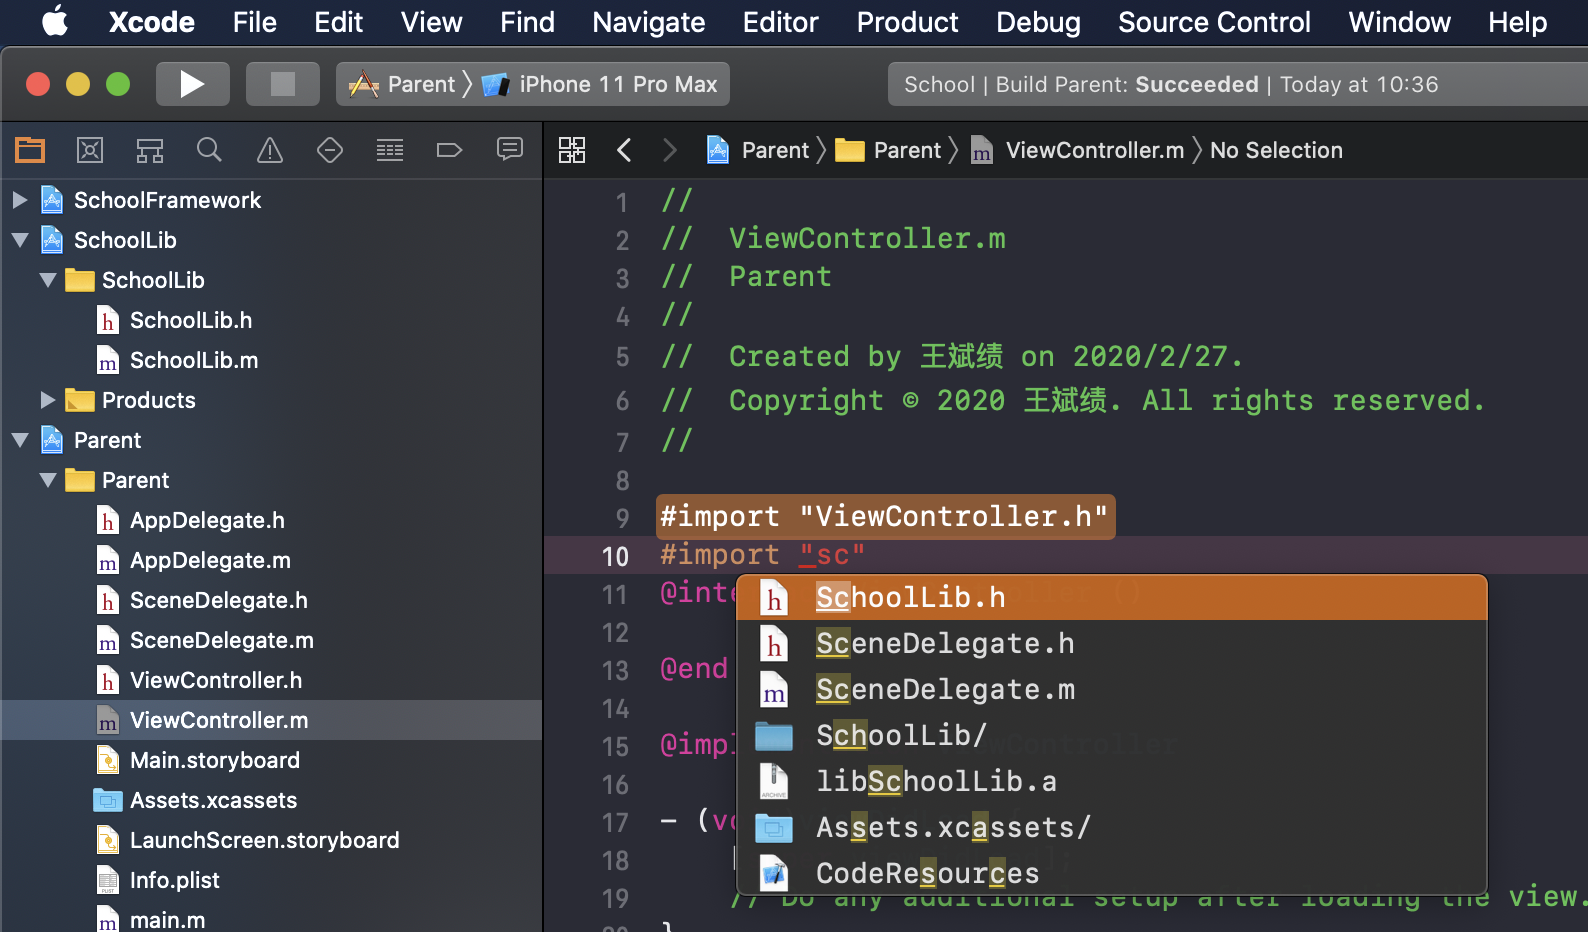 Xcode File Edit View Find Navigate Editor Product Debug Source Control Window Help
Parent iPhone 11 Pro Max School | Build Parent: Succeeded | Today at 10:36
Parent Parent ViewController.m No Selection
SchoolFramework
SchoolLib
SchoolLib
SchoolLib.h
SchoolLib.m
Products
Parent
Parent
AppDelegate.h
AppDelegate.m
SceneDelegate.h
SceneDelegate.m
ViewController.h
ViewController.m
Main.storyboard
Assets.xcassets
LaunchScreen.storyboard
Info.plist
main.m
1 //
2 // ViewController.m
3 // Parent
4 //
5 // Created by 王斌绩 on 2020/2/27.
6 // Copyright © 2020 王斌绩. All rights reserved.
7 //
8
9 #import "ViewController.h"
10 #import "sc"
11 @inte
12
13 @end
14
15 @impl
16
17 - (vo
18
19 // Do any additional setup after loading the view.
20 }
h SchoolLib.h
h SceneDelegate.h
m SceneDelegate.m
SchoolLib/
libSchoolLib.a
Assets.xcassets/
CodeResources